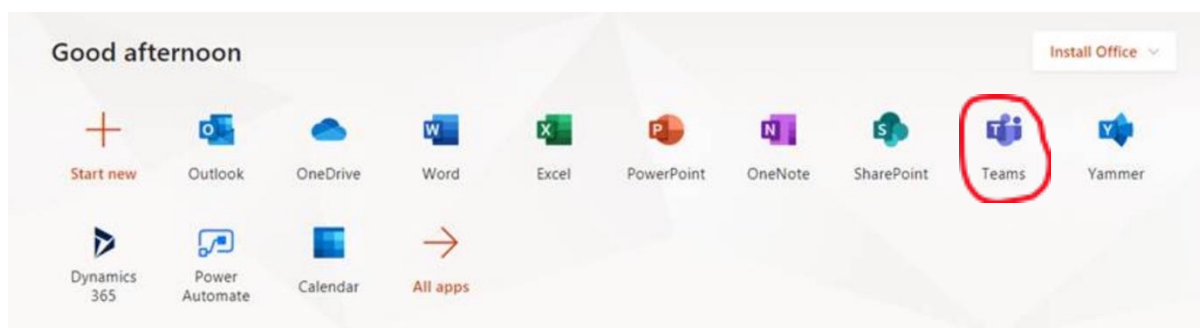 Good afternoon
Install Office
Start new
Outlook
OneDrive
Word
Excel
PowerPoint
OneNote
SharePoint
Teams
Yammer
Dynamics
365
Power
Automate
Calendar
All apps